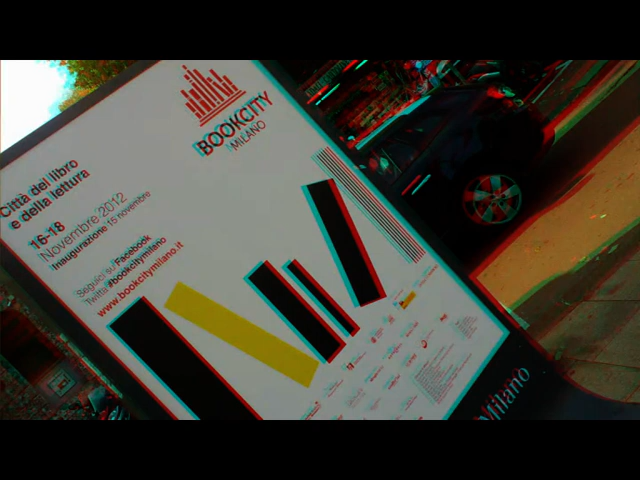 BOOKCITY
MILANO
Città del libro
e della lettura
16-18
Novembre 2012
Inaugurazione 15 novembre
Seguici su Facebook
Twitta #bookcitymilano
www.bookcitymilano.it
Milano